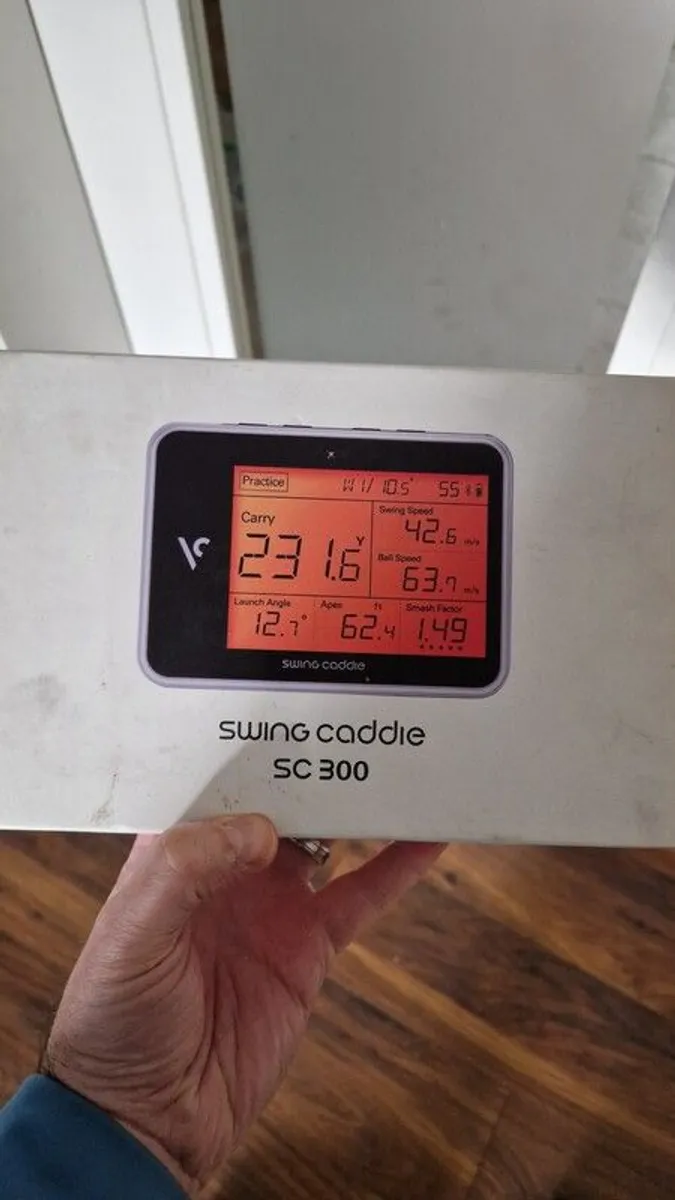 Practice W1/10.5° 55
Carry
231.6 Y
Swing Speed
42.6 m/s
Ball Speed
63.7 m/s
Launch Angle Apex ft Smash Factor
12.7° 62.4 1.49
swing caddie
swing caddie
SC 300